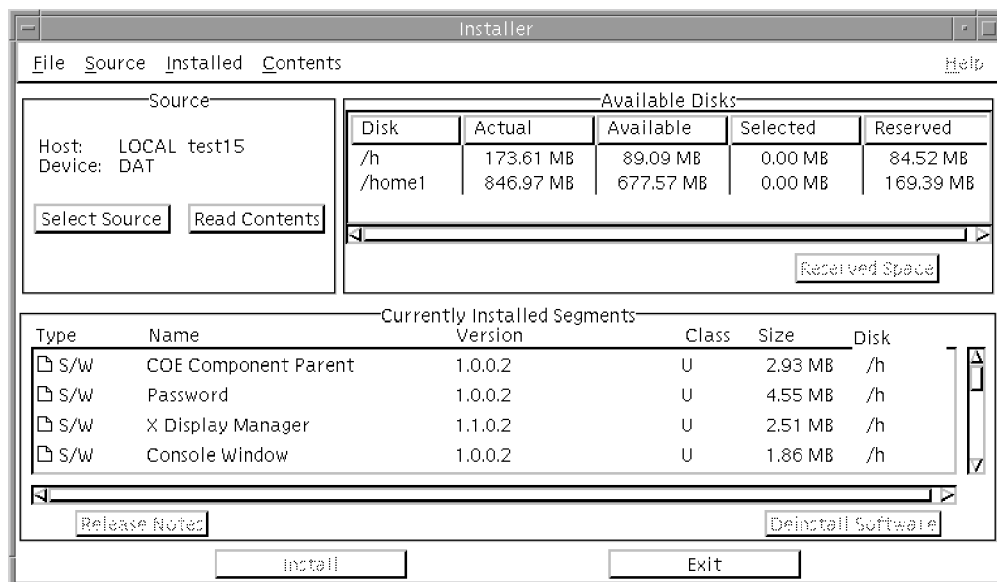 Installer
File Source Installed Contents Help
Source
Host: LOCAL test15
Device: DAT
Select Source Read Contents
Available Disks
Disk Actual Available Selected Reserved
/h 173.61 MB 89.09 MB 0.00 MB 84.52 MB
/home1 846.97 MB 677.57 MB 0.00 MB 169.39 MB
Reserved Space
Currently Installed Segments
Type Name Version Class Size Disk
S/W COE Component Parent 1.0.0.2 U 2.93 MB /h
S/W Password 1.0.0.2 U 4.55 MB /h
S/W X Display Manager 1.1.0.2 U 2.51 MB /h
S/W Console Window 1.0.0.2 U 1.86 MB /h
Release Notes Deinstall Software
Install Exit